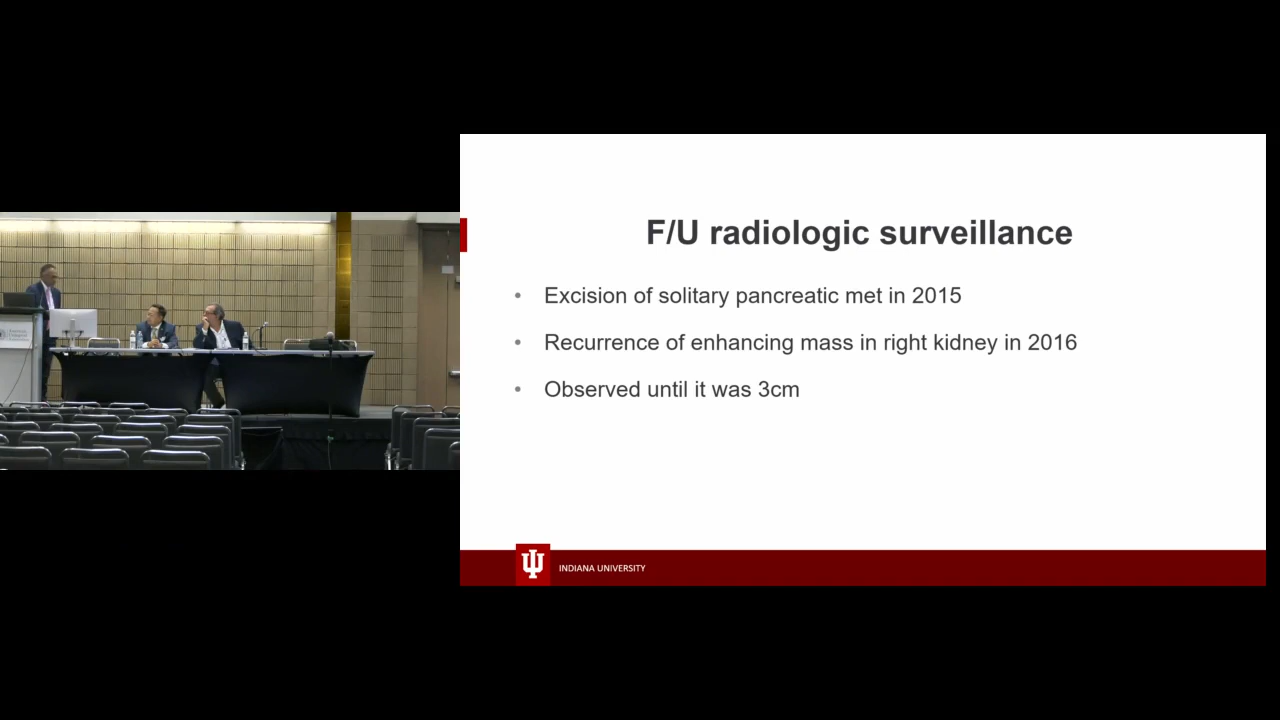 F/U radiologic surveillance
• Excision of solitary pancreatic met in 2015
• Recurrence of enhancing mass in right kidney in 2016
• Observed until it was 3cm
INDIANA UNIVERSITY